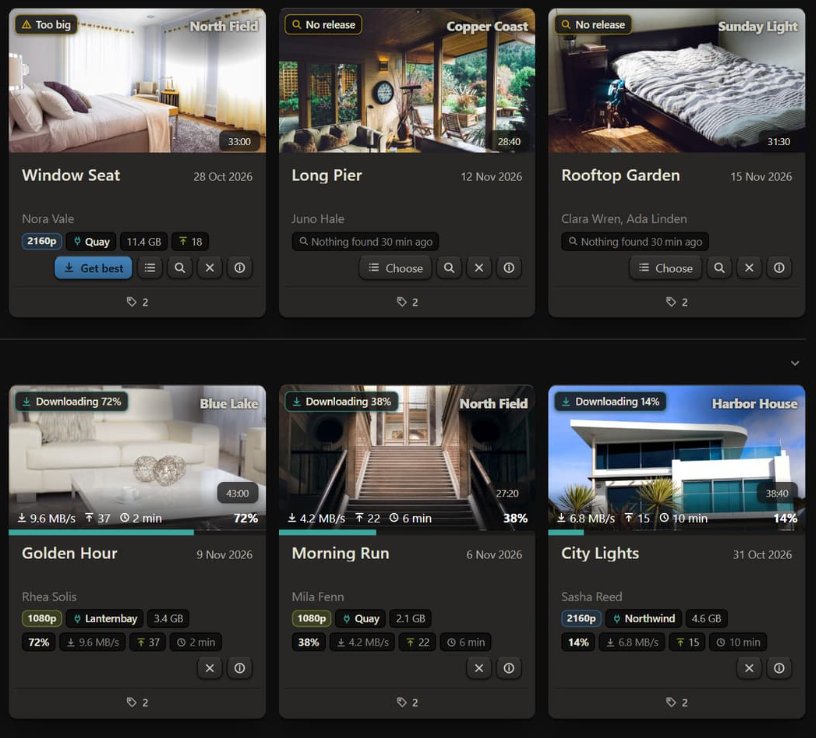 Too big
North Field
33:00
Window Seat
28 Oct 2026
Nora Vale
2160p
Quay
11.4 GB
18
Get best
2
No release
Copper Coast
28:40
Long Pier
12 Nov 2026
Juno Hale
Nothing found 30 min ago
Choose
2
No release
Sunday Light
31:30
Rooftop Garden
15 Nov 2026
Clara Wren, Ada Linden
Nothing found 30 min ago
Choose
2
Downloading 72%
Blue Lake
43:00
9.6 MB/s 37 2 min 72%
Golden Hour
9 Nov 2026
Rhea Solis
1080p
Lanternbay
3.4 GB
72% 9.6 MB/s 37 2 min
2
Downloading 38%
North Field
27:20
4.2 MB/s 22 6 min 38%
Morning Run
6 Nov 2026
Mila Fenn
1080p
Quay
2.1 GB
38% 4.2 MB/s 22 6 min
2
Downloading 14%
Harbor House
38:40
6.8 MB/s 15 10 min 14%
City Lights
31 Oct 2026
Sasha Reed
2160p
Northwind
4.6 GB
14% 6.8 MB/s 15 10 min
2